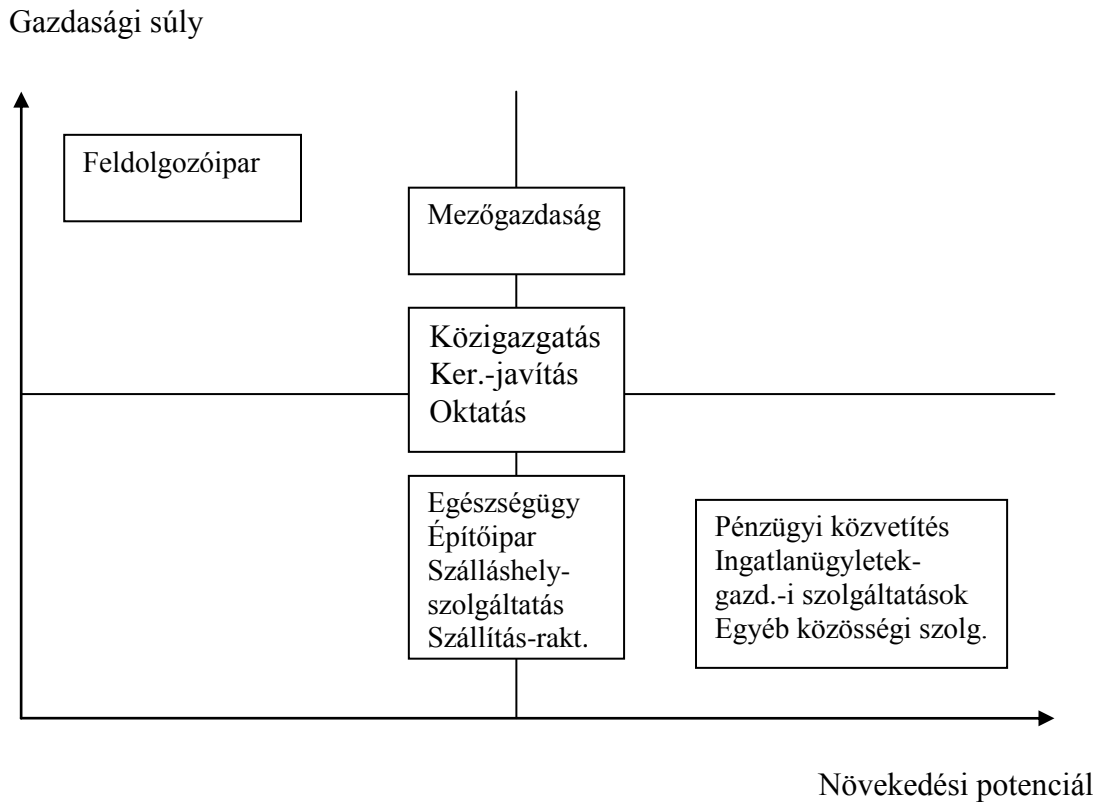 Gazdasági súly
Feldolgozóipar
Mezőgazdaság
Közigazgatás
Ker.-javítás
Oktatás
Egészségügy
Építőipar
Szálláshely-
szolgáltatás
Szállítás-rakt.
Pénzügyi közvetítés
Ingatlanügyletek-
gazd.-i szolgáltatások
Egyéb közösségi szolg.
Növekedési potenciál